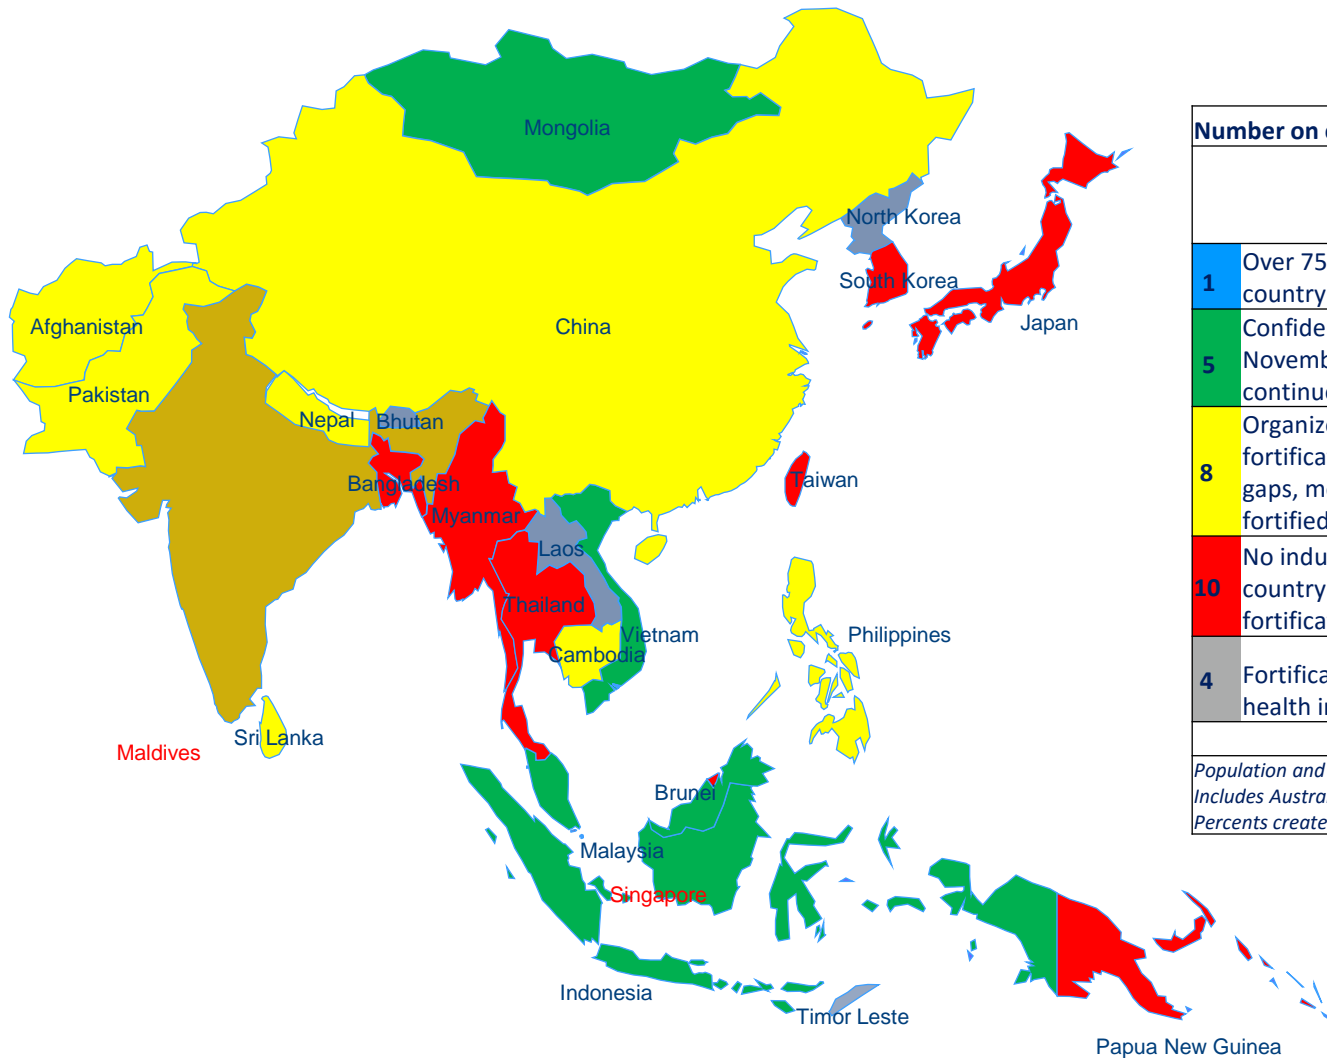 Mongolia
North Korea
South Korea
Japan
Afghanistan
China
Pakistan
Nepal
Bhutan
Bangladesh
Myanmar
Taiwan
Laos
Thailand
Vietnam
Cambodia
Philippines
Sri Lanka
Maldives
Brunei
Malaysia
Singapore
Indonesia
Timor Leste
Papua New Guinea
Number on
1 Over 75
country
Confide
5 Novemb
continue
Organize
fortifica
8 gaps, m
fortified
No indu
10 country
fortifica
4 Fortifica
health i
Population and
Includes Austra
Percents create